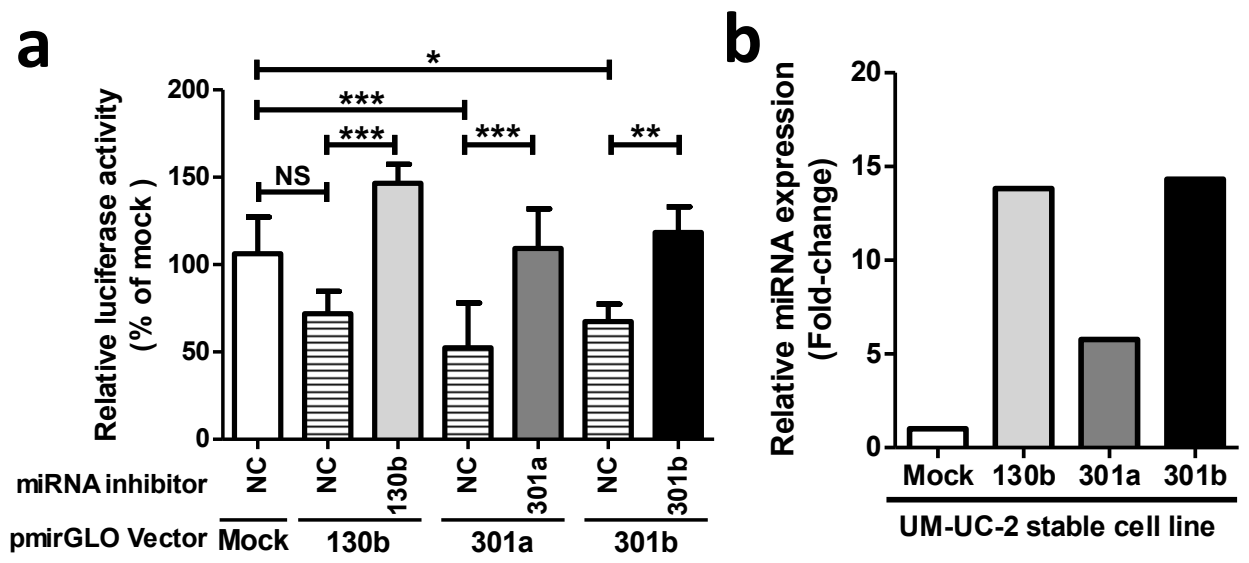 a
Relative luciferase activity
(% of mock )
200
150
100
50
0
*
***
***
***
**
NS
miRNA inhibitor
NC
NC
130b
NC
301a
NC
301b
pmirGLO Vector
Mock
130b
301a
301b
b
Relative miRNA expression
(Fold-change)
20
15
10
5
0
Mock
130b
301a
301b
UM-UC-2 stable cell line